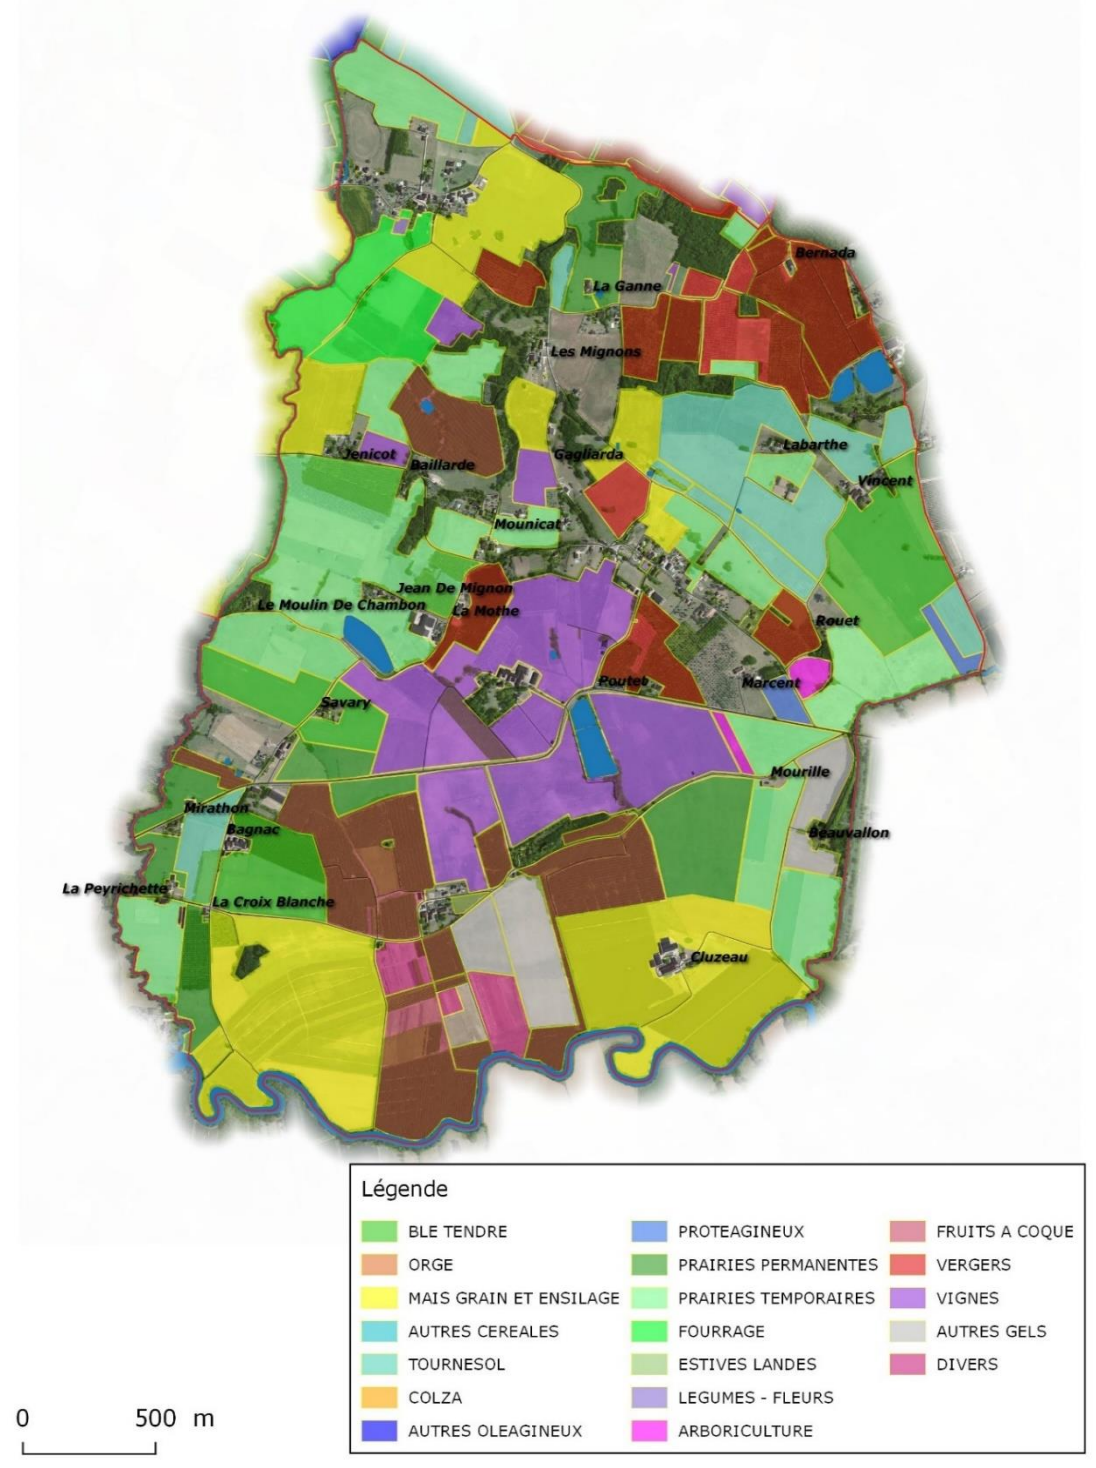 Bernada
La Ganne
Les Mignons
Labarthe
Jenicot
Gagliarda
Baillarde
Vincent
Mounicat
Jean De Mignon
Le Moulin De Chambon
La Mothe
Rouet
Poutet
Marcent
Savary
Mourille
Mirathon
Bagnac
Beauvallon
La Peyrichette
La Croix Blanche
Cluzeau
Légende
BLE TENDRE
ORGE
MAIS GRAIN ET ENSILAGE
AUTRES CEREALES
TOURNESOL
COLZA
AUTRES OLEAGINEUX
PROTEAGINEUX
PRAIRIES PERMANENTES
PRAIRIES TEMPORAIRES
FOURRAGE
ESTIVES LANDES
LEGUMES - FLEURS
ARBORICULTURE
FRUITS A COQUE
VERGERS
VIGNES
AUTRES GELS
DIVERS
0 500 m